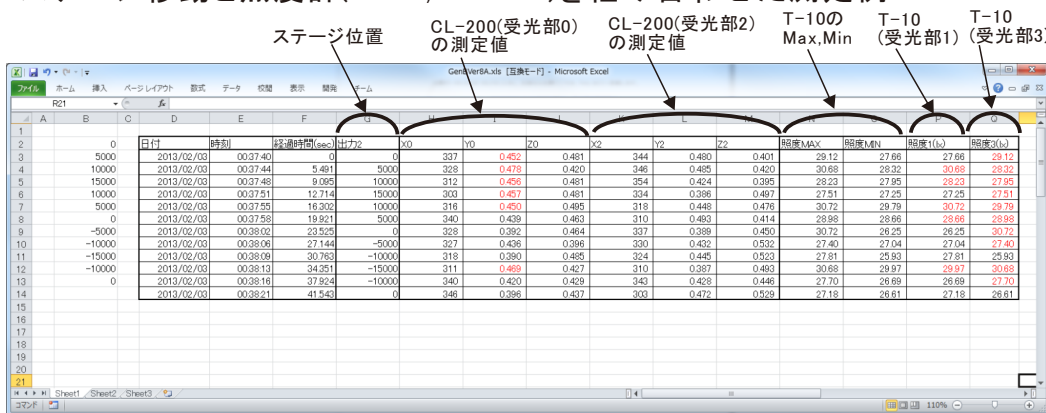 ステージ位置
CL-200(受光部0)
の測定値
CL-200(受光部2)
の測定値
T-10の
Max,Min
T-10
(受光部1)
T-10
(受光部3)
GenBVer8A.xls [互換モード] - Microsoft Excel
ファイル ホーム 挿入 ページレイアウト 数式 データ 校閲 表示 開発 チーム
R21 fx
A B C D E F G H I J K L M N O P Q
1
2 0 日付 時刻 経過時間(sec) 出力2 X0 Y0 Z0 X2 Y2 Z2 照度MAX 照度MIN 照度1(lx) 照度3(lx)
3 5000 2013/02/03 00:37:40 0 0 337 0.452 0.481 344 0.480 0.401 29.12 27.66 27.66 29.12
4 10000 2013/02/03 00:37:44 5.491 5000 328 0.478 0.420 346 0.485 0.420 30.68 28.32 30.68 28.32
5 15000 2013/02/03 00:37:48 9.095 10000 312 0.456 0.481 354 0.424 0.395 28.23 27.95 28.23 27.95
6 10000 2013/02/03 00:37:51 12.714 15000 303 0.457 0.481 334 0.386 0.497 27.51 27.25 27.25 27.51
7 5000 2013/02/03 00:37:55 16.302 10000 316 0.450 0.495 318 0.448 0.476 30.72 29.79 30.72 29.79
8 0 2013/02/03 00:37:58 19.921 5000 340 0.439 0.463 310 0.493 0.414 28.98 28.66 28.66 28.98
9 -5000 2013/02/03 00:38:02 23.525 0 328 0.392 0.464 337 0.389 0.450 30.72 26.25 26.25 30.72
10 -10000 2013/02/03 00:38:06 27.144 -5000 327 0.436 0.396 330 0.432 0.532 27.40 27.04 27.04 27.40
11 -15000 2013/02/03 00:38:09 30.763 -10000 318 0.390 0.485 324 0.445 0.523 27.81 25.93 27.81 25.93
12 -10000 2013/02/03 00:38:13 34.351 -15000 311 0.469 0.427 310 0.387 0.493 30.68 29.97 29.97 30.68
13 0 2013/02/03 00:38:16 37.924 -10000 340 0.420 0.429 343 0.428 0.446 27.70 26.69 26.69 27.70
14 2013/02/03 00:38:21 41.543 0 346 0.396 0.437 303 0.472 0.529 27.18 26.61 27.18 26.61
15
16
17
18
19
20
21
Sheet1 Sheet2 Sheet3
コマンド 110%